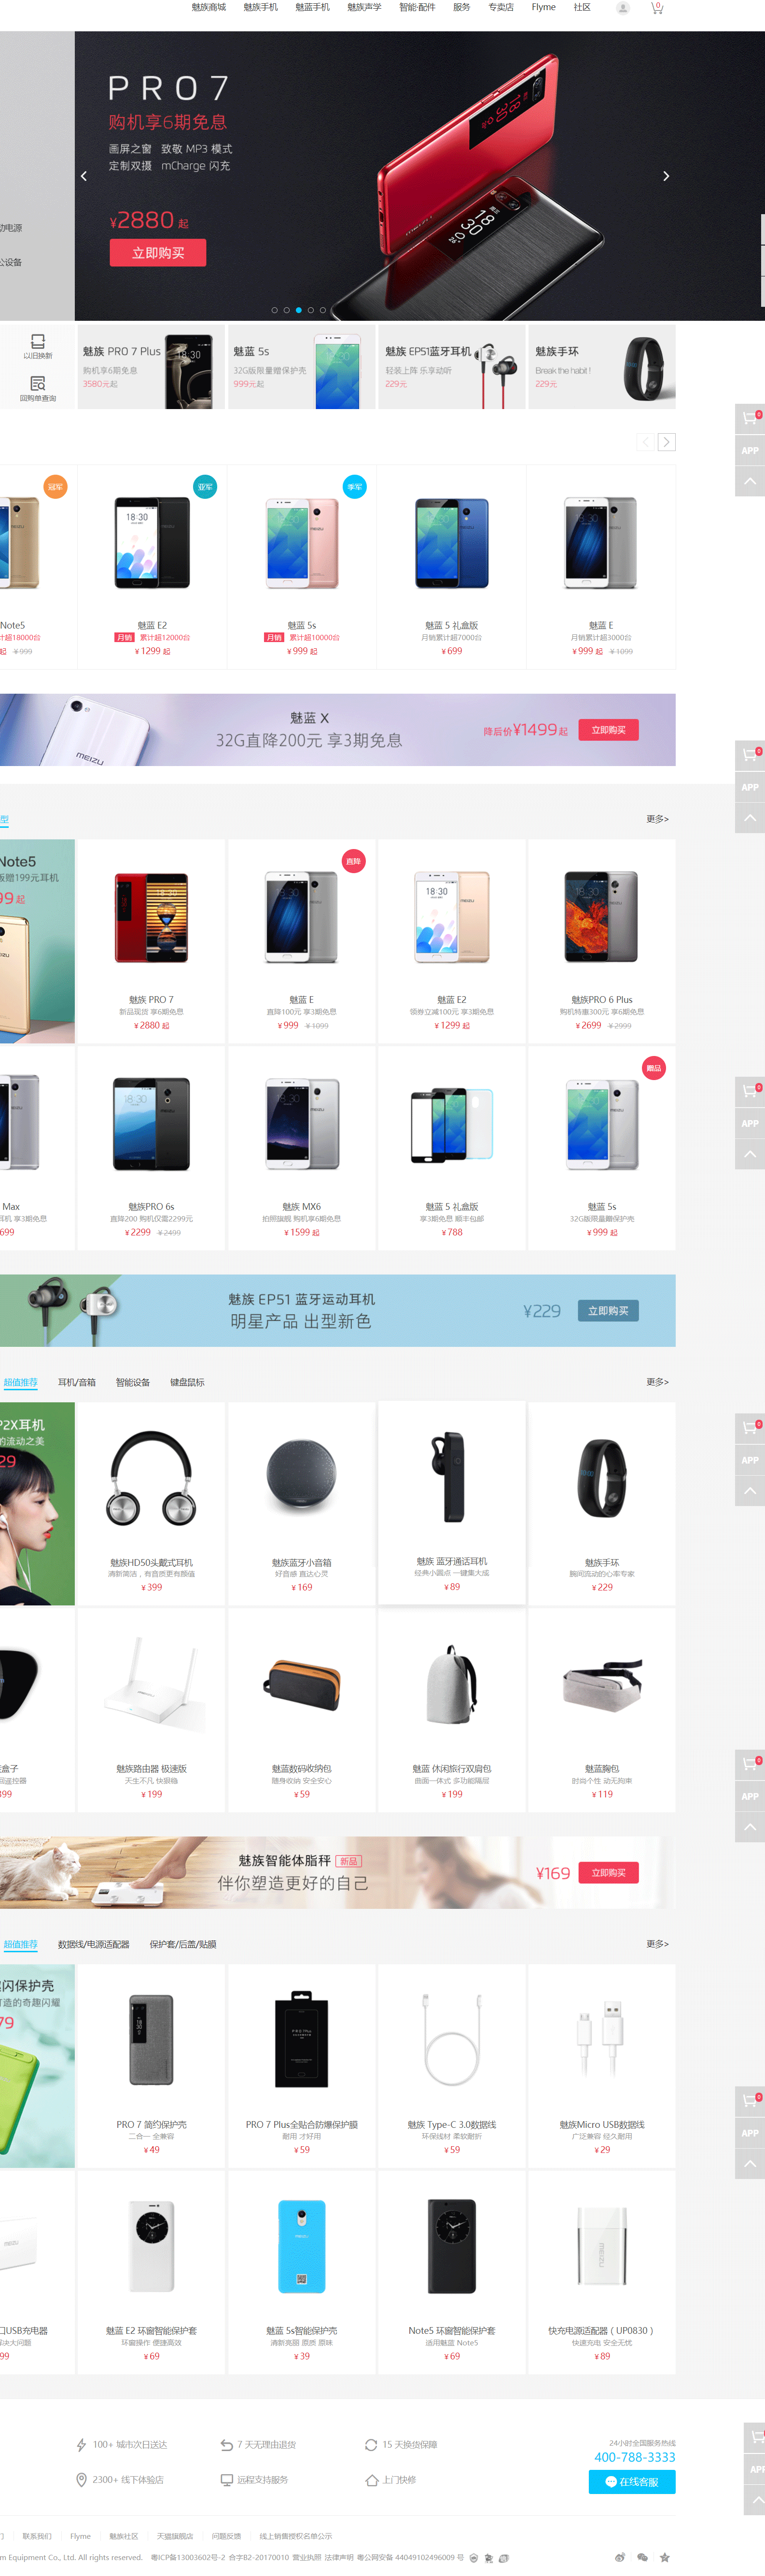 魅族商城 魅族手机 魅蓝手机 魅族声学 智能·配件 服务 专卖店 Flyme 社区 0
PRO 7
购机享6期免息
画屏之窗 致敬 MP3 模式
定制双摄 mCharge 闪充
¥2880 起
立即购买
动电源
公设备
以旧换新
回购单查询
魅族 PRO 7 Plus
购机享6期免息
3580元起
魅蓝 5s
32G版限量赠保护壳
999元起
魅族 EP51蓝牙耳机
轻装上阵 乐享动听
229元
魅族手环
Break the habit !
229元
0
APP
冠军 亚军 季军
Note5 魅蓝 E2 魅蓝 5s 魅蓝 5 礼盒版 魅蓝 E
计超18000台 月销 累计超12000台 月销 累计超10000台 月销累计超7000台 月销累计超3000台
起 ¥999 ¥1299 起 ¥999 起 ¥699 ¥999 起 ¥1099
魅蓝 X
32G直降200元 享3期免息
降后价¥1499起
立即购买
MEIZU
0
APP
型 更多>
Note5
版赠199元耳机
99起
直降
魅族 PRO 7 魅蓝 E 魅蓝 E2 魅族PRO 6 Plus
新品现货 享6期免息 直降100元 享3期免息 领券立减100元 享3期免息 购机特惠300元 享6期免息
¥2880 起 ¥999 ¥1099 ¥1299 起 ¥2699 ¥2999
0
APP
赠品
Max 魅族PRO 6s 魅族 MX6 魅蓝 5 礼盒版 魅蓝 5s
耳机 享3期免息 直降200 购机仅需2299元 拍照旗舰 购机享6期免息 享3期免息 顺丰包邮 32G版限量赠保护壳
699 ¥2299 ¥2499 ¥1599 起 ¥788 ¥999 起
魅族 EP51 蓝牙运动耳机
明星产品 出型新色
¥229
立即购买
超值推荐 耳机/音箱 智能设备 键盘鼠标 更多>
P2X耳机
的流动之美
29
0
APP
魅族HD50头戴式耳机 魅族蓝牙小音箱 魅族 蓝牙通话耳机 魅族手环
清新简洁，有音质更有颜值 好音感 直达心灵 经典小圆点 一键集大成 腕间流动的心率专家
¥399 ¥169 ¥89 ¥229
盒子 魅族路由器 极速版 魅蓝数码收纳包 魅蓝 休闲旅行双肩包 魅蓝胸包
遥控器 天生不凡 快狠稳 随身收纳 安全安心 曲面一体式 多功能隔层 时尚个性 动无拘束
399 ¥199 ¥59 ¥199 ¥119
0
APP
魅族智能体脂秤 新品
伴你塑造更好的自己
¥169
立即购买
超值推荐 数据线/电源适配器 保护套/后盖/贴膜 更多>
闪保护壳
打造的奇趣闪耀
79
PRO 7 简约保护壳 PRO 7 Plus全贴合防爆保护膜 魅族 Type-C 3.0数据线 魅族Micro USB数据线
二合一 全兼容 耐用 才好用 环保线材 柔软耐折 广泛兼容 经久耐用
¥49 ¥59 ¥59 ¥29
0
APP
口USB充电器 魅蓝 E2 环窗智能保护套 魅蓝 5s智能保护壳 Note5 环窗智能保护套 快充电源适配器（UP0830）
解决大问题 环窗操作 便捷高效 清新亮丽 原质 原味 适用魅蓝 Note5 快速充电 安全无忧
99 ¥69 ¥39 ¥69 ¥89
100+ 城市次日送达 7 天无理由退货 15 天换货保障
2300+ 线下体验店 远程支持服务 上门快修
24小时全国服务热线
400-788-3333
在线客服
APP
们 联系我们 Flyme 魅族社区 天猫旗舰店 问题反馈 线上销售授权名单公示
m Equipment Co., Ltd. All rights reserved. 粤ICP备13003602号-2 合字B2-20170010 营业执照 法律声明 粤公网安备 44049102496009 号